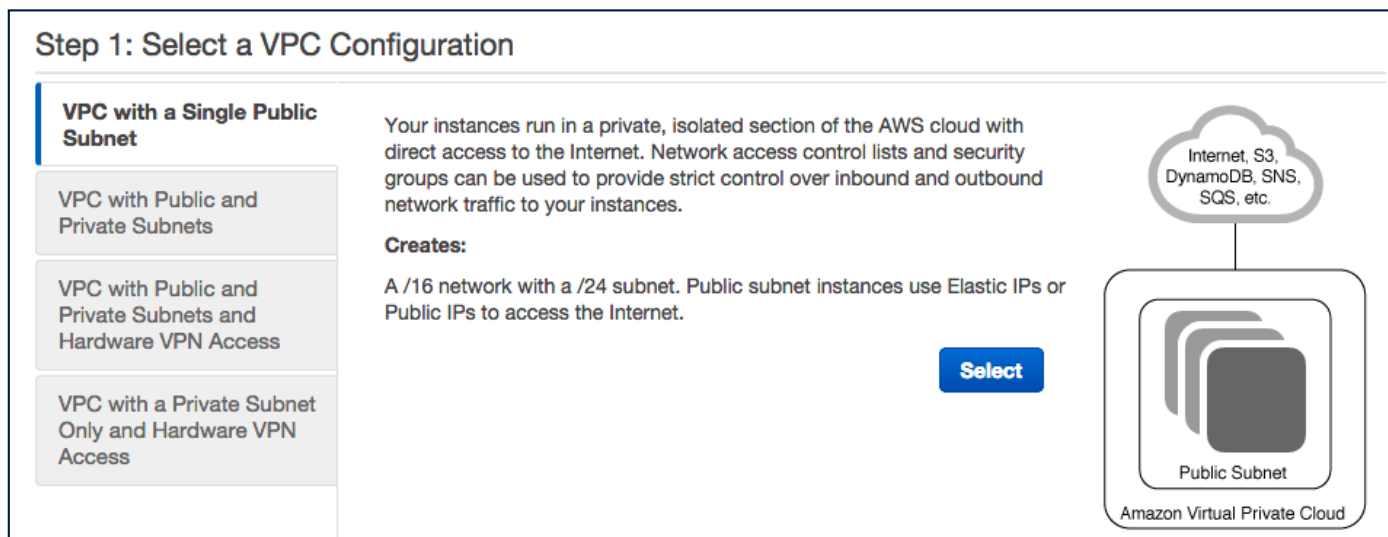 Step 1: Select a VPC Configuration
VPC with a Single Public
Subnet
VPC with Public and
Private Subnets
VPC with Public and
Private Subnets and
Hardware VPN Access
VPC with a Private Subnet
Only and Hardware VPN
Access
Your instances run in a private, isolated section of the AWS cloud with
direct access to the Internet. Network access control lists and security
groups can be used to provide strict control over inbound and outbound
network traffic to your instances.
Creates:
A /16 network with a /24 subnet. Public subnet instances use Elastic IPs or
Public IPs to access the Internet.
Select
Internet, S3,
DynamoDB, SNS,
SQS, etc.
Public Subnet
Amazon Virtual Private Cloud